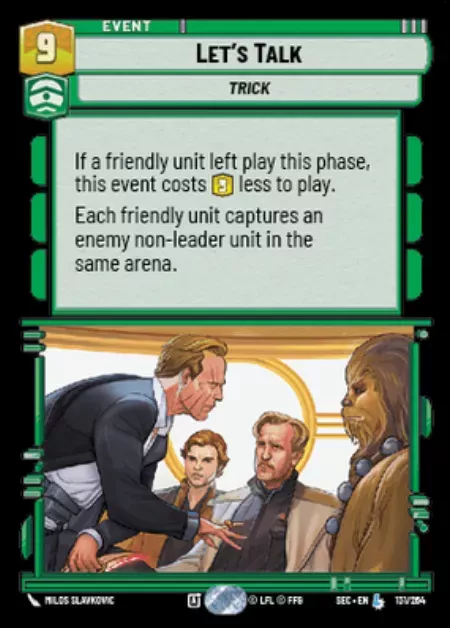 EVENT
9
LET'S TALK
TRICK
If a friendly unit left play this phase,
this event costs 3 less to play.
Each friendly unit captures an
enemy non-leader unit in the
same arena.
MILOS SLAVKOVIC
© LFL © FFG
SEC • EN
131/264